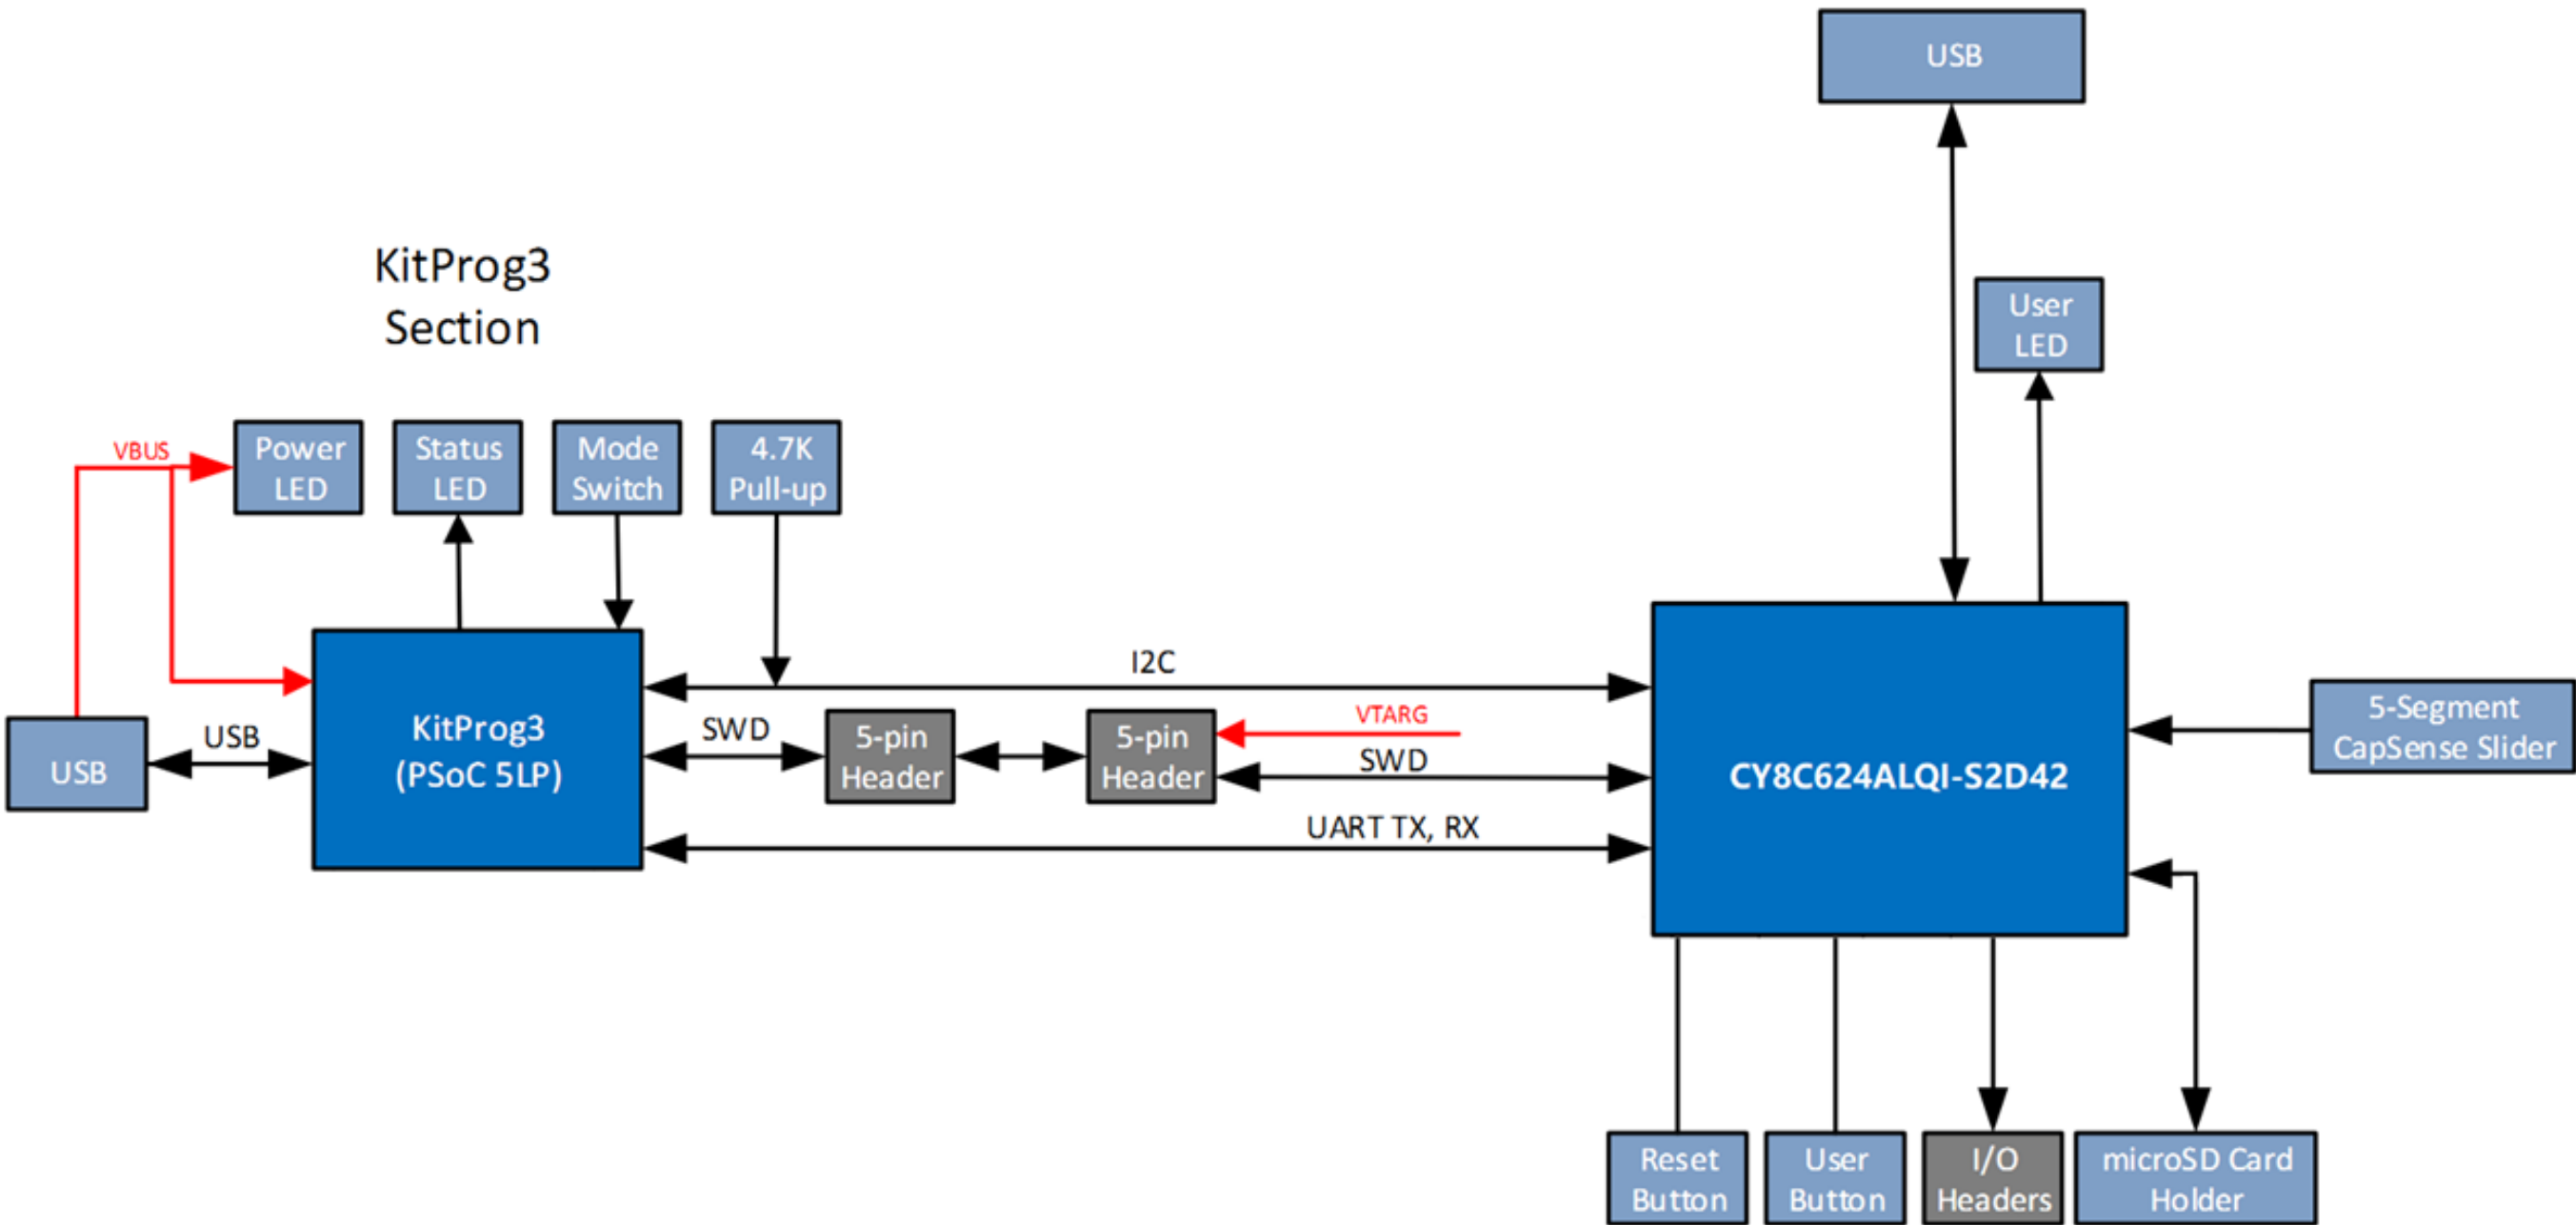 USB
KitProg3
Section
User
LED
VBUS
Power
LED
Status
LED
Mode
Switch
4.7K
Pull-up
I2C
USB
USB
KitProg3
(PSoC 5LP)
SWD
5-pin
Header
5-pin
Header
VTARG
SWD
UART TX, RX
CY8C624ALQI-S2D42
5-Segment
CapSense Slider
Reset
Button
User
Button
I/O
Headers
microSD Card
Holder